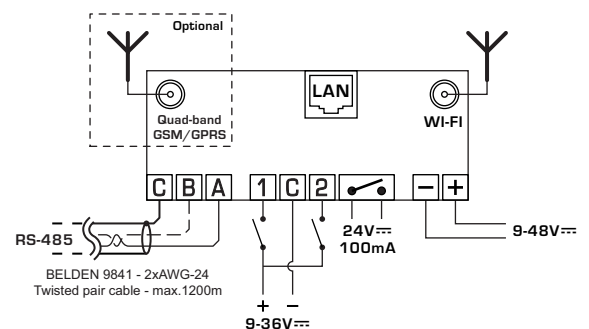 Optional
Quad-band
GSM/GPRS
LAN
WI-FI
C B A 1 C 2 − +
RS-485
BELDEN 9841 - 2xAWG-24
Twisted pair cable - max.1200m
24V⎓
100mA
9-48V⎓
+ −
9-36V⎓